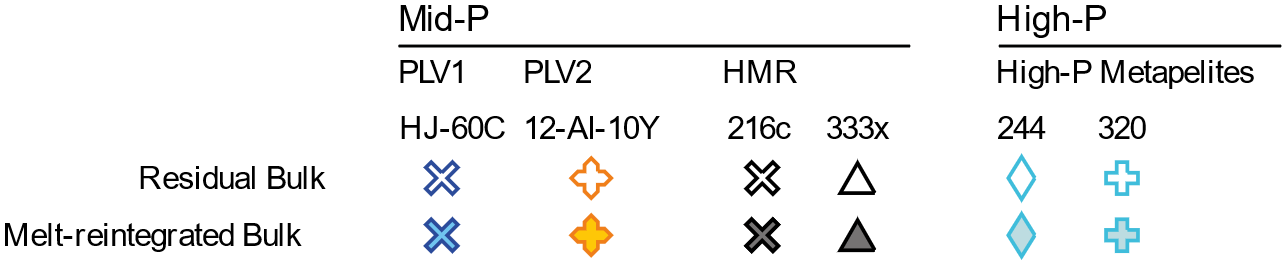 Mid-P High-P
PLV1 PLV2 HMR High-P Metapelites
HJ-60C 12-AI-10Y 216c 333x 244 320
Residual Bulk
Melt-reintegrated Bulk